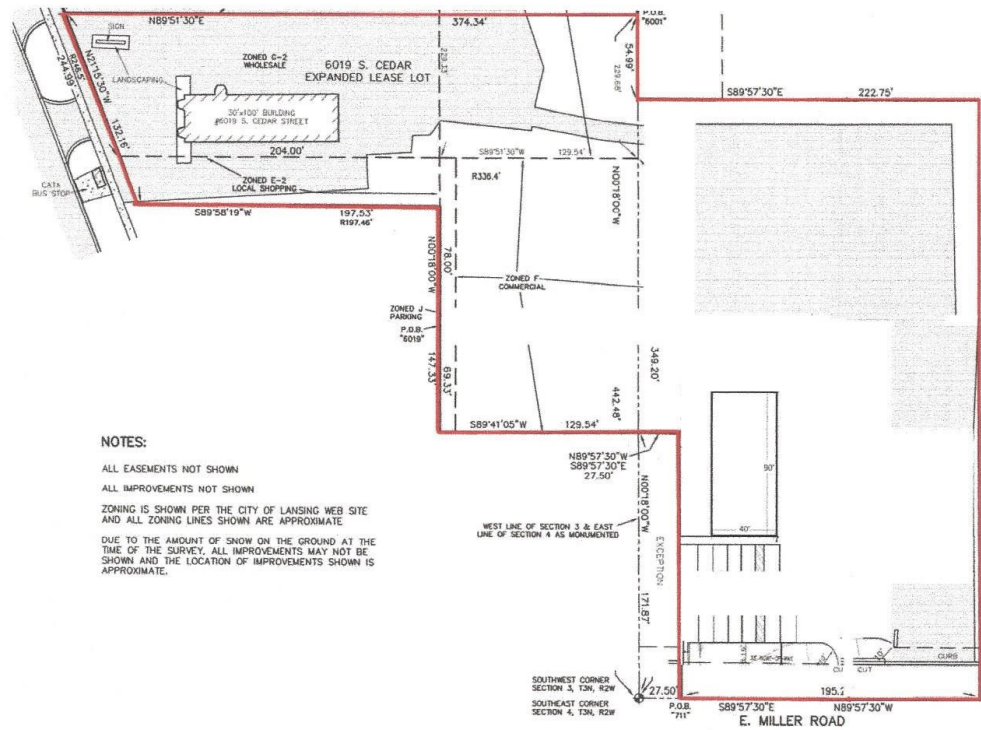 N89°51'30"E
374.34'
P.O.B.
"6001"
SIGN
LANDSCAPING
ZONED G-2
WHOLESALE
6019 S. CEDAR
EXPANDED LEASE LOT
229.33'
54.99'
229.68'
S89°57'30"E
222.75'
R246.5'
244.99'
N21°15'30"W
132.16'
30'x100' BUILDING
#6019 S. CEDAR STREET
204.00'
S89°51'30"W
129.54'
R336.4'
CATA
BUS STOP
ZONED E-2
LOCAL SHOPPING
S89°58'19"W
197.53'
R197.46'
N00°18'00"W
N00°18'00"W
78.00'
ZONED F
COMMERCIAL
ZONED J
PARKING
P.O.B.
"6019"
147.33'
69.33'
349.20'
442.48'
S89°41'05"W
129.54'
N89°57'30"W
S89°57'30"E
27.50'
90'
40'
NOTES:
ALL EASEMENTS NOT SHOWN
ALL IMPROVEMENTS NOT SHOWN
ZONING IS SHOWN PER THE CITY OF LANSING WEB SITE
AND ALL ZONING LINES SHOWN ARE APPROXIMATE
DUE TO THE AMOUNT OF SNOW ON THE GROUND AT THE
TIME OF THE SURVEY, ALL IMPROVEMENTS MAY NOT BE
SHOWN AND THE LOCATION OF IMPROVEMENTS SHOWN IS
APPROXIMATE.
WEST LINE OF SECTION 3 & EAST
LINE OF SECTION 4 AS MONUMENTED
N00°18'00"W
EXCEPTION
171.87'
CURB
CUT
SOUTHWEST CORNER
SECTION 3, T3N, R2W
SOUTHEAST CORNER
SECTION 4, T3N, R2W
27.50'
P.O.B.
"711"
195.2
S89°57'30"E
N89°57'30"W
E. MILLER ROAD